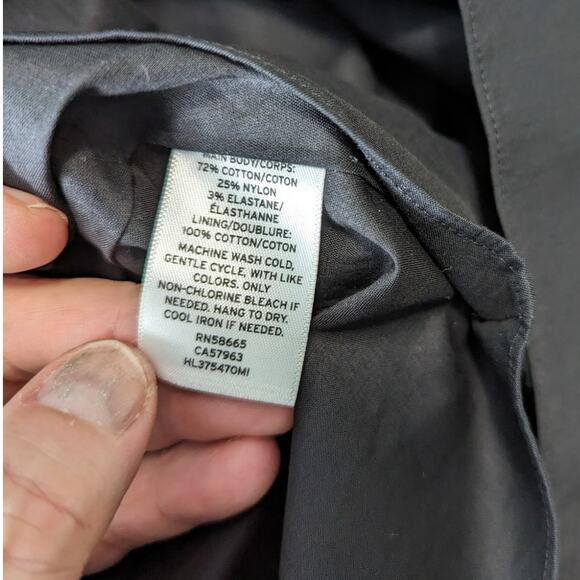 MAIN BODY/CORPS:
72% COTTON/COTON
25% NYLON
3% ELASTANE/
ÉLASTHANNE
LINING/DOUBLURE:
100% COTTON/COTON
MACHINE WASH COLD,
GENTLE CYCLE, WITH LIKE
COLORS. ONLY
NON-CHLORINE BLEACH IF
NEEDED. HANG TO DRY.
COOL IRON IF NEEDED.
RN58665
CA57963
HL375470MI